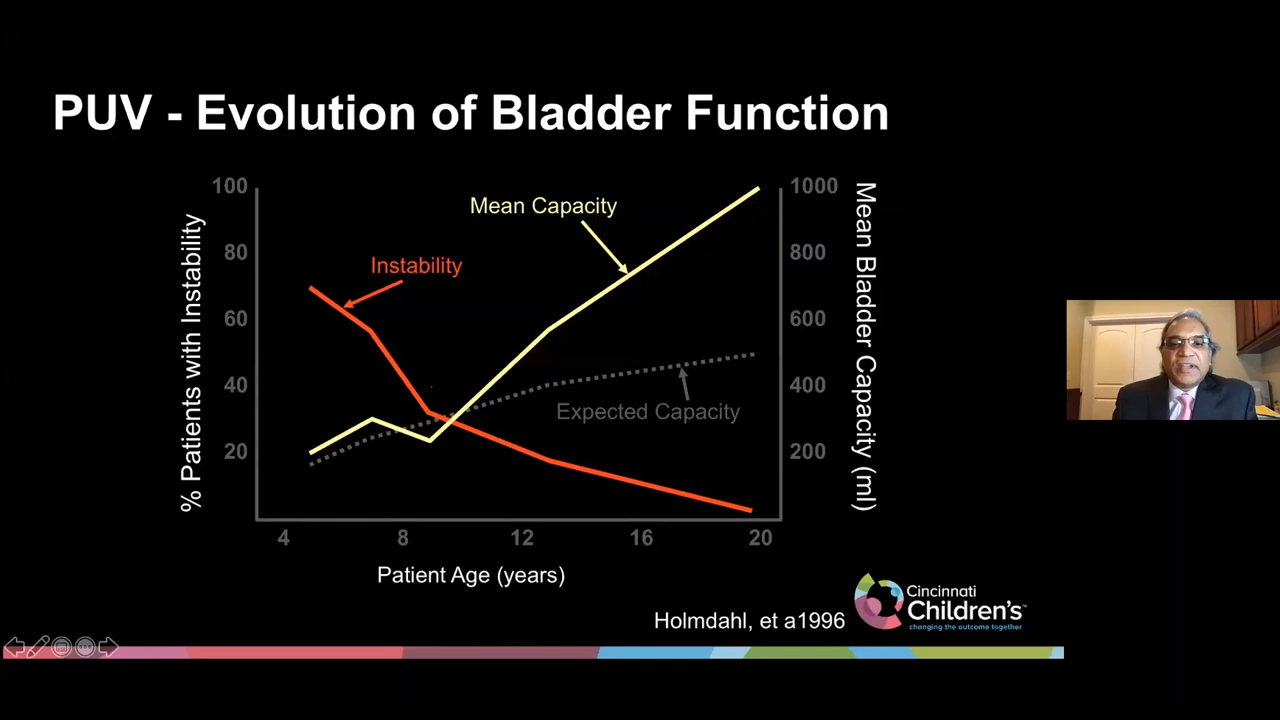 PUV - Evolution of Bladder Function
100
80
60
40
20
% Patients with Instability
Instability
Mean Capacity
Expected Capacity
1000
800
600
400
200
Mean Bladder Capacity (ml)
4 8 12 16 20
Patient Age (years)
Holmdahl, et a1996
Cincinnati
Children's™
changing the outcome together